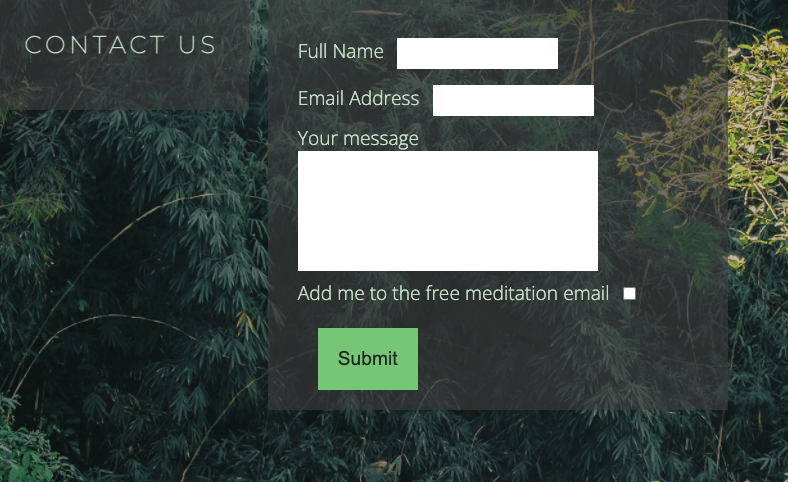 CONTACT US
Full Name
Email Address
Your message
Add me to the free meditation email
Submit